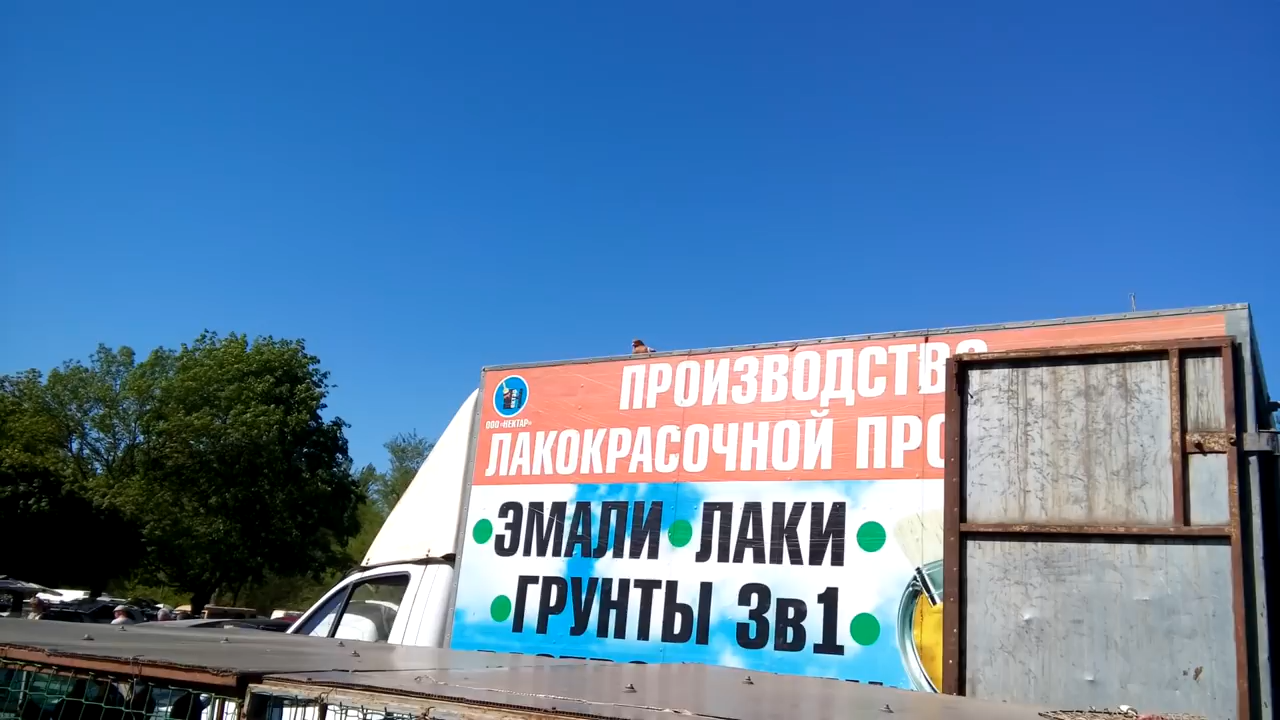 ПРОИЗВОДСТВО
ООО «НЕКТАР»
ЛАКОКРАСОЧНОЙ ПРО
•ЭМАЛИ •ЛАКИ •
•ГРУНТЫ 3в1 •